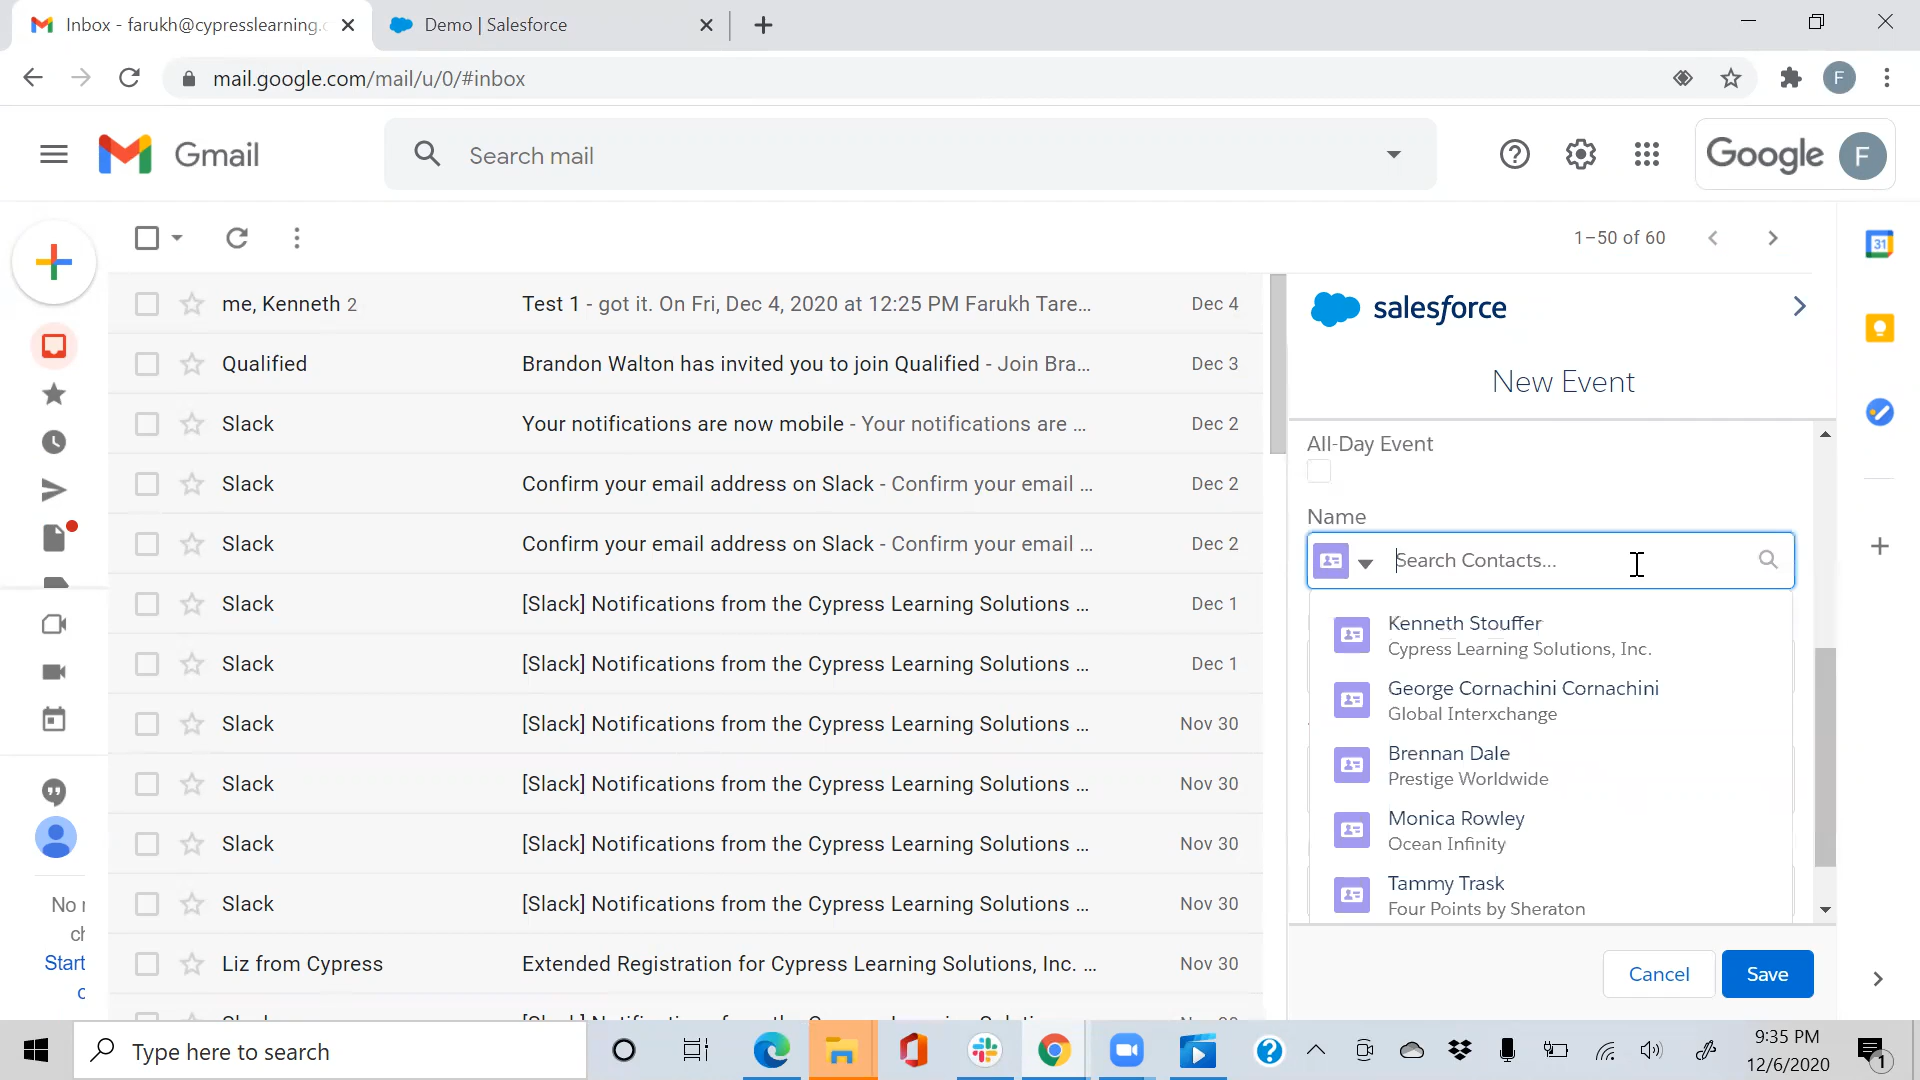 Inbox - farukh@cypresslearning.c
Demo | Salesforce
mail.google.com/mail/u/0/#inbox
F
Gmail
Search mail
Google
F
1–50 of 60
31
me, Kenneth 2
Test 1 - got it. On Fri, Dec 4, 2020 at 12:25 PM Farukh Tare...
Dec 4
Qualified
Brandon Walton has invited you to join Qualified - Join Bra...
Dec 3
Slack
Your notifications are now mobile - Your notifications are ...
Dec 2
Slack
Confirm your email address on Slack - Confirm your email ...
Dec 2
Slack
Confirm your email address on Slack - Confirm your email ...
Dec 2
Slack
[Slack] Notifications from the Cypress Learning Solutions ...
Dec 1
Slack
[Slack] Notifications from the Cypress Learning Solutions ...
Dec 1
Slack
[Slack] Notifications from the Cypress Learning Solutions ...
Nov 30
Slack
[Slack] Notifications from the Cypress Learning Solutions ...
Nov 30
Slack
[Slack] Notifications from the Cypress Learning Solutions ...
Nov 30
Slack
[Slack] Notifications from the Cypress Learning Solutions ...
Nov 30
Liz from Cypress
Extended Registration for Cypress Learning Solutions, Inc. ...
Nov 30
No r
ch
Start
c
salesforce
New Event
All-Day Event
Name
Search Contacts...
Kenneth Stouffer
Cypress Learning Solutions, Inc.
George Cornachini Cornachini
Global Interxchange
Brennan Dale
Prestige Worldwide
Monica Rowley
Ocean Infinity
Tammy Trask
Four Points by Sheraton
Cancel
Save
Type here to search
9:35 PM
12/6/2020
1